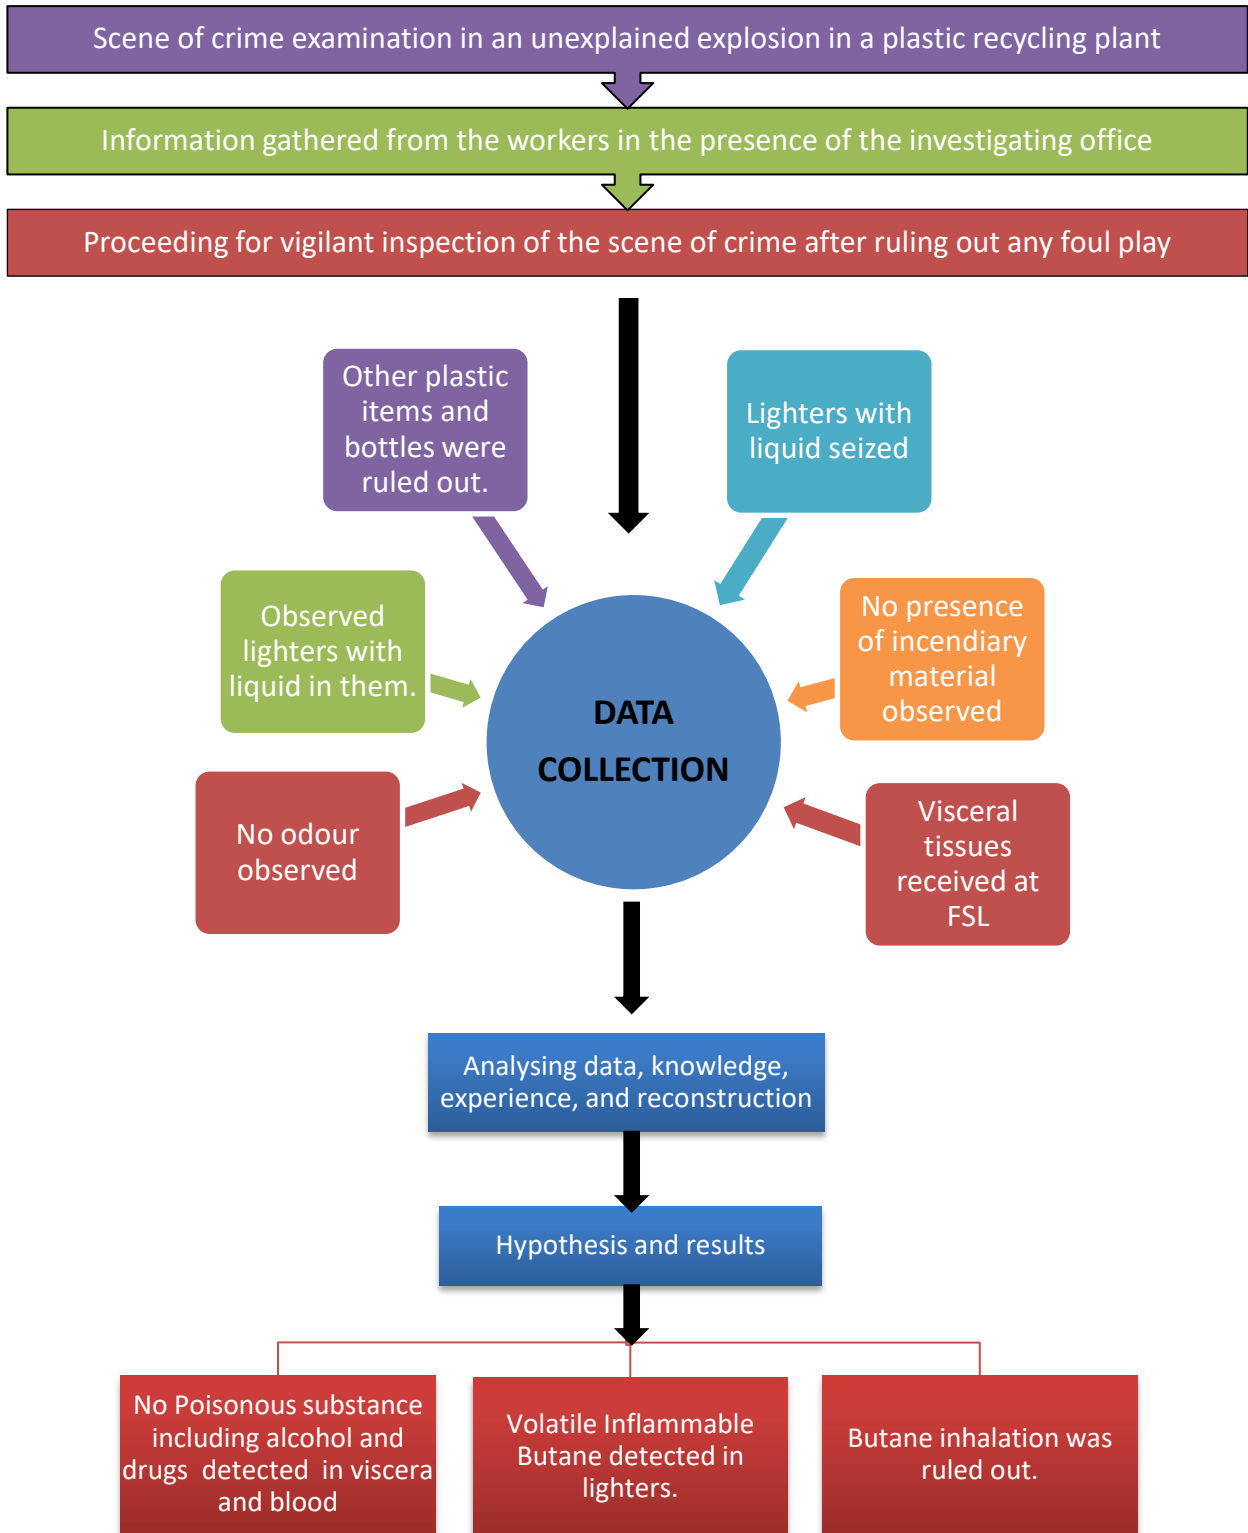 Scene of crime examination in an unexplained explosion in a plastic recycling plant
Information gathered from the workers in the presence of the investigating office
Proceeding for vigilant inspection of the scene of crime after ruling out any foul play
Other plastic
items and
bottles were
ruled out.
Lighters with
liquid seized
Observed
lighters with
liquid in them.
No presence
of incendiary
material
observed
DATA
COLLECTION
No odour
observed
Visceral
tissues
received at
FSL
Analysing data, knowledge,
experience, and reconstruction
Hypothesis and results
No Poisonous substance
including alcohol and
drugs detected in viscera
and blood
Volatile Inflammable
Butane detected in
lighters.
Butane inhalation was
ruled out.